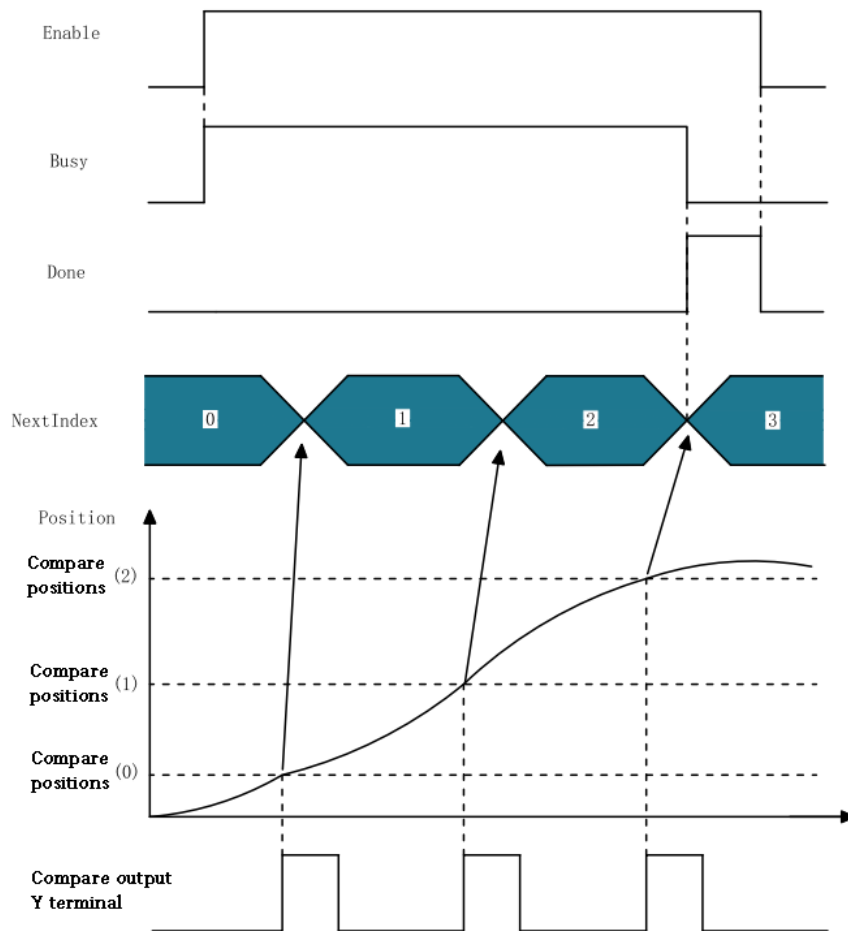 Enable
Busy
Done
NextIndex
0
1
2
3
Position
Compare
positions (2)
Compare
positions (1)
Compare
positions (0)
Compare output
Y terminal